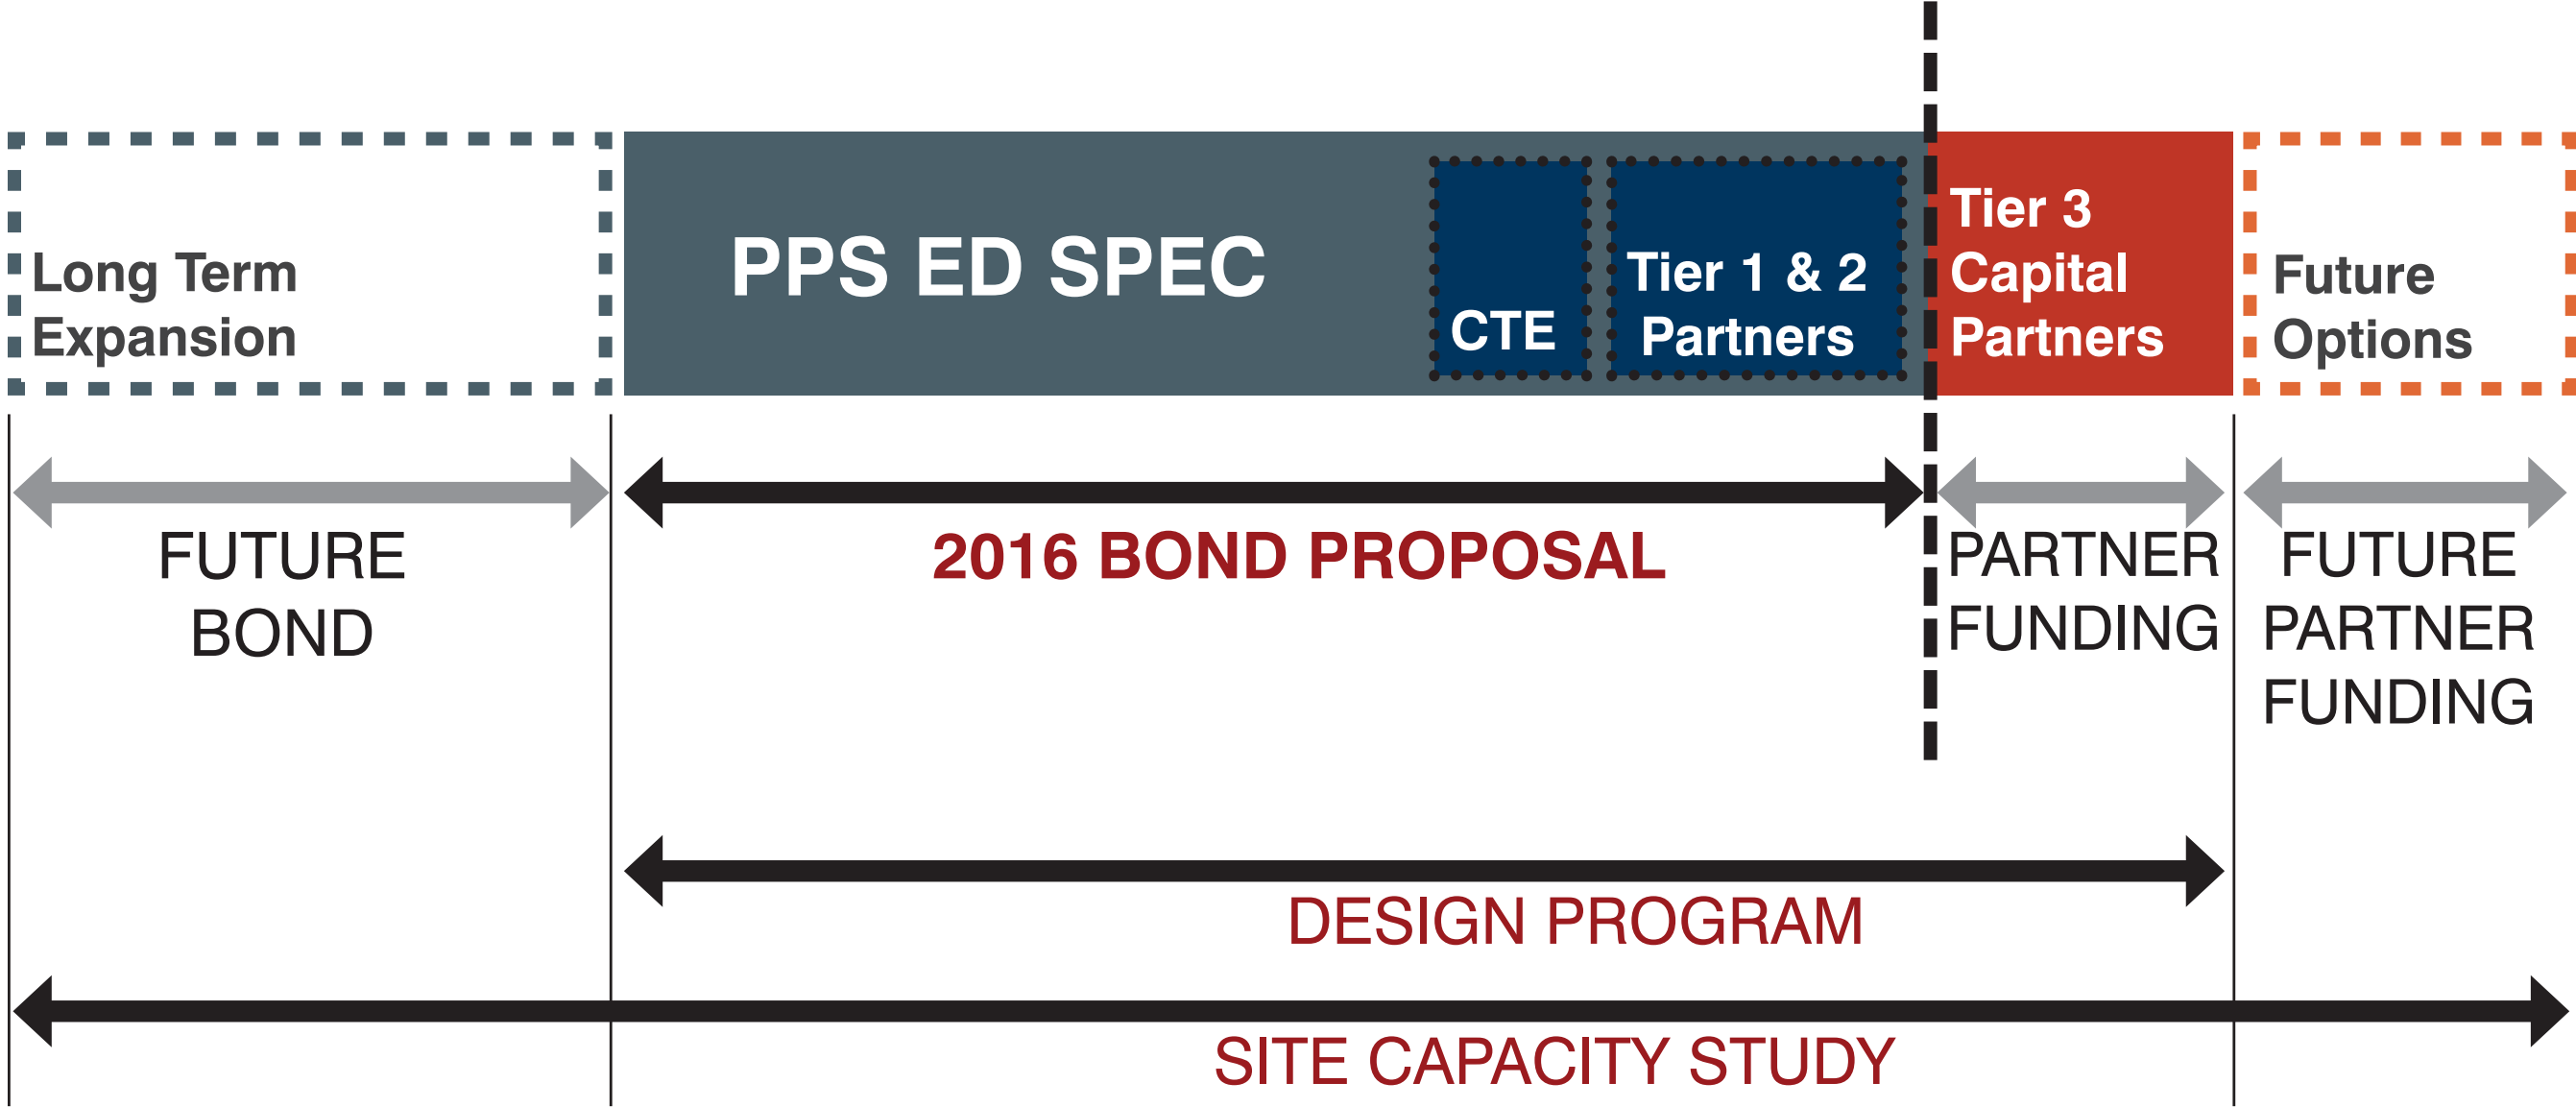 Long Term
Expansion
PPS ED SPEC
CTE
Tier 1 & 2
Partners
Tier 3
Capital
Partners
Future
Options
FUTURE
BOND
2016 BOND PROPOSAL
PARTNER
FUNDING
FUTURE
PARTNER
FUNDING
DESIGN PROGRAM
SITE CAPACITY STUDY